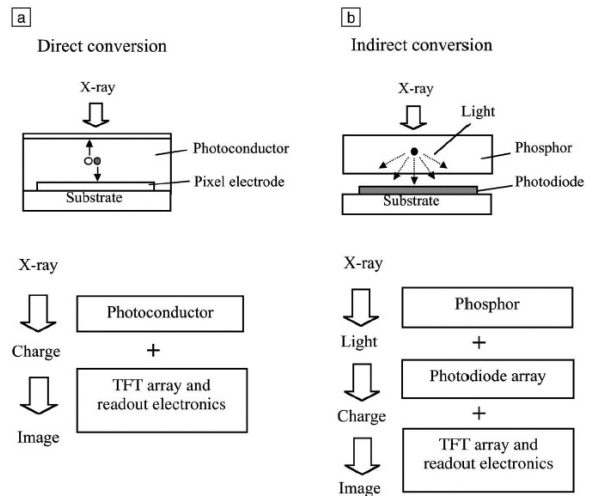 a
Direct conversion
X-ray
Photoconductor
Pixel electrode
Substrate
X-ray
Photoconductor
Charge
+
TFT array and
readout electronics
Image
b
Indirect conversion
X-ray
Light
Phosphor
Photodiode
Substrate
X-ray
Phosphor
+
Light
Photodiode array
Charge
+
TFT array and
readout electronics
Image